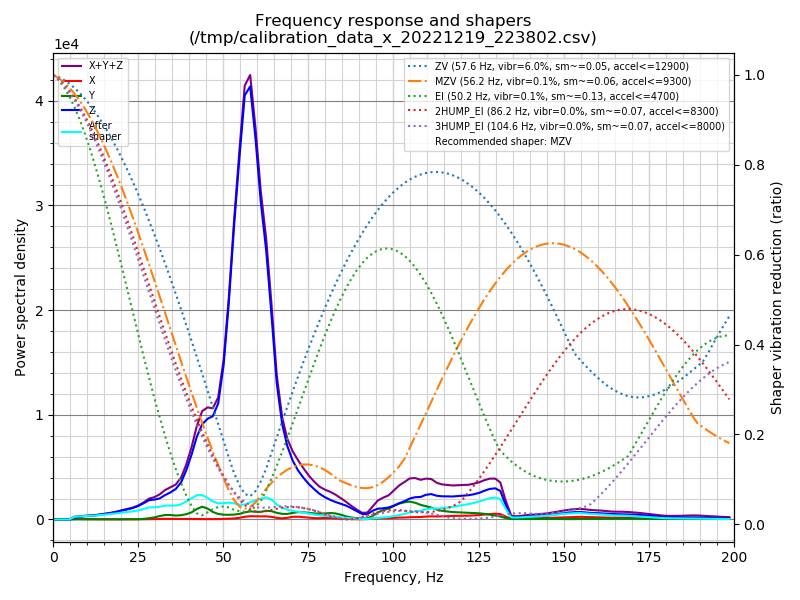 Frequency response and shapers
(/tmp/calibration_data_x_20221219_223802.csv)
1e4
X+Y+Z
X
Y
Z
After
shaper
ZV (57.6 Hz, vibr=6.0%, sm~=0.05, accel<=12900)
MZV (56.2 Hz, vibr=0.1%, sm~=0.06, accel<=9300)
EI (50.2 Hz, vibr=0.1%, sm~=0.13, accel<=4700)
2HUMP_EI (86.2 Hz, vibr=0.0%, sm~=0.07, accel<=8300)
3HUMP_EI (104.6 Hz, vibr=0.0%, sm~=0.07, accel<=8000)
Recommended shaper: MZV
Power spectral density
4
3
2
1
0
1.0
0.8
0.6
0.4
0.2
0.0
Shaper vibration reduction (ratio)
0 25 50 75 100 125 150 175 200
Frequency, Hz